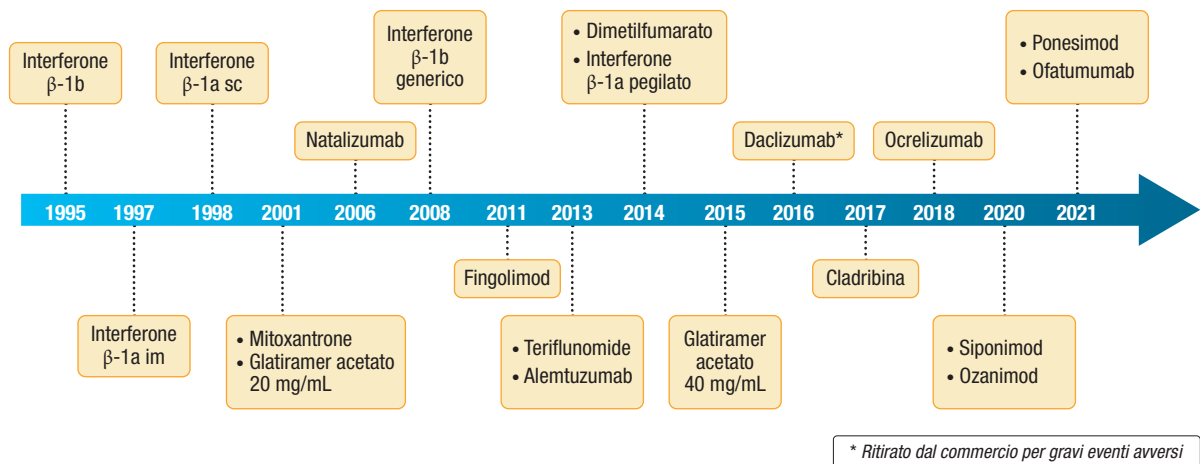 Interferone
β-1b
Interferone
β-1a sc
Natalizumab
Interferone
β-1b
generico
• Dimetilfumarato
• Interferone
β-1a pegilato
Daclizumab*
Ocrelizumab
• Ponesimod
• Ofatumumab
1995 1997 1998 2001 2006 2008 2011 2013 2014 2015 2016 2017 2018 2020 2021
Interferone
β-1a im
• Mitoxantrone
• Glatiramer acetato
20 mg/mL
Fingolimod
• Teriflunomide
• Alemtuzumab
Glatiramer
acetato
40 mg/mL
Cladribina
• Siponimod
• Ozanimod
* Ritirato dal commercio per gravi eventi avversi